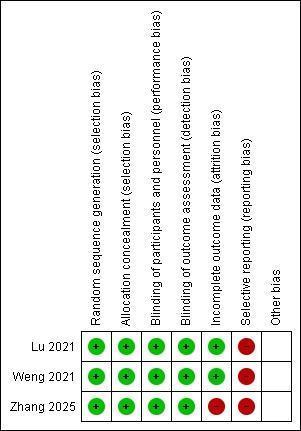 Random sequence generation (selection bias)
Allocation concealment (selection bias)
Blinding of participants and personnel (performance bias)
Blinding of outcome assessment (detection bias)
Incomplete outcome data (attrition bias)
Selective reporting (reporting bias)
Other bias
Lu 2021 + + + + + -
Weng 2021 + + + + + -
Zhang 2025 + + + + - -